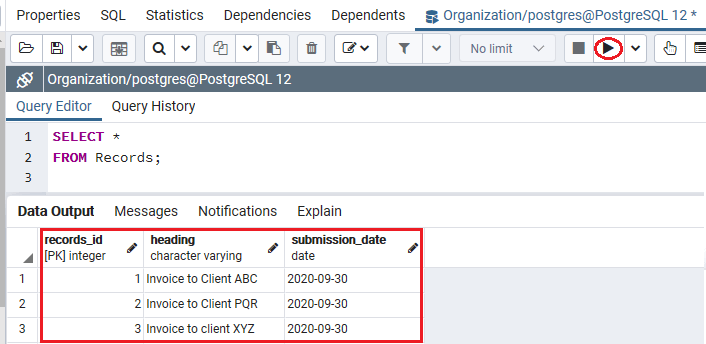 Properties SQL Statistics Dependencies Dependents Organization/postgres@PostgreSQL 12 *
No limit
Organization/postgres@PostgreSQL 12
Query Editor Query History
1 SELECT *
2 FROM Records;
3
Data Output Messages Notifications Explain
records_id heading submission_date
[PK] integer character varying date
1 1 Invoice to Client ABC 2020-09-30
2 2 Invoice to Client PQR 2020-09-30
3 3 Invoice to client XYZ 2020-09-30